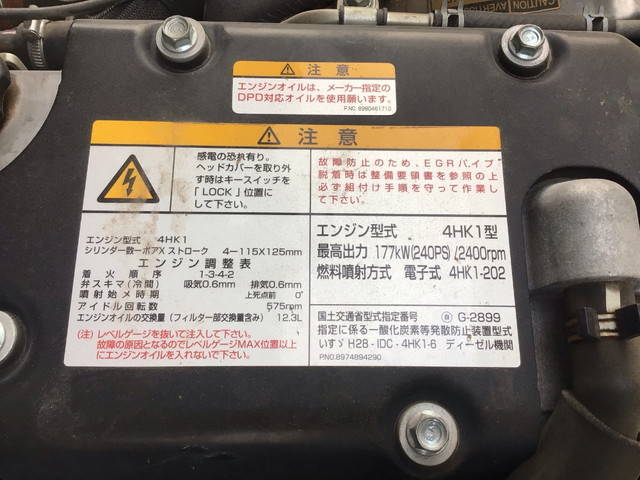 CAUTION AVERTI
注 意
エンジンオイルは、メーカー指定の
DPD対応オイルを使用願います。
P.NO. 8980461710
注 意
感電の恐れ有り。
ヘッドカバーを取り外
す時はキースイッチを
「LOCK」位置に
して下さい。
故障防止のため、EGRパイプ
脱着時は整備要領書を参照の上
必ず組付け手順を守って作業し
て下さい。
エンジン型式 4HK1
シリンダー数ーボアX ストローク 4ー115X125mm
エンジン調整表
着火順序 1-3-4-2
弁スキマ(冷間) 吸気0.6mm 排気0.6mm
噴射始メ時期 上死点前 0°
アイドル回転数 575rpm
エンジンオイルの交換量(フィルター部交換量含み) 12.3L
(注) レベルゲージを抜いて注入して下さい。
故障の原因となるのでレベルゲージMAX位置以上
にエンジンオイルを入れないで下さい。
エンジン型式 4HK1型
最高出力 177kW(240PS)/2400rpm
燃料噴射方式 電子式 4HK1-202
国土交通省型式指定番号 G-2899
指定に係る一酸化炭素等発散防止装置型式
いすゞ H28-IDC-4HK1-6 ディーゼル機関
P.NO.8974894290